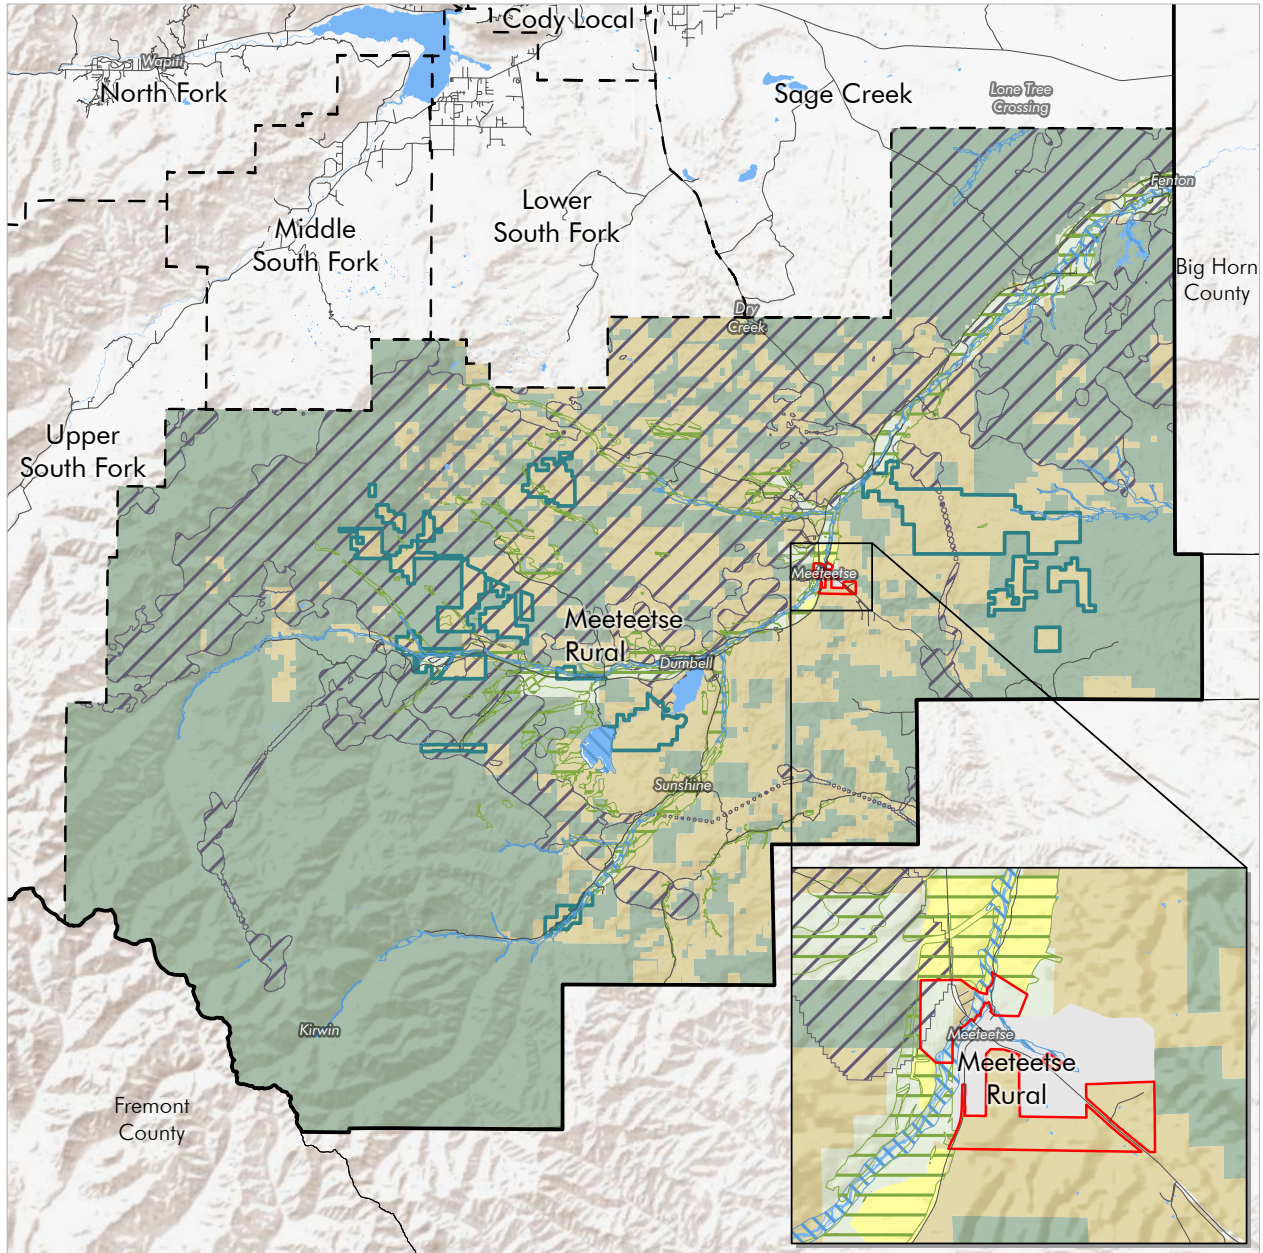 Cody Local
Wapiti
North Fork
Sage Creek
Lone Tree
Crossing
Fenton
Lower
South Fork
Middle
South Fork
Big Horn
County
Dry
Creek
Upper
South Fork
Meeteetse
Meeteetse
Rural
Dumbell
Sunshine
Kirwin
Meeteetse
Meeteetse
Rural
Fremont
County